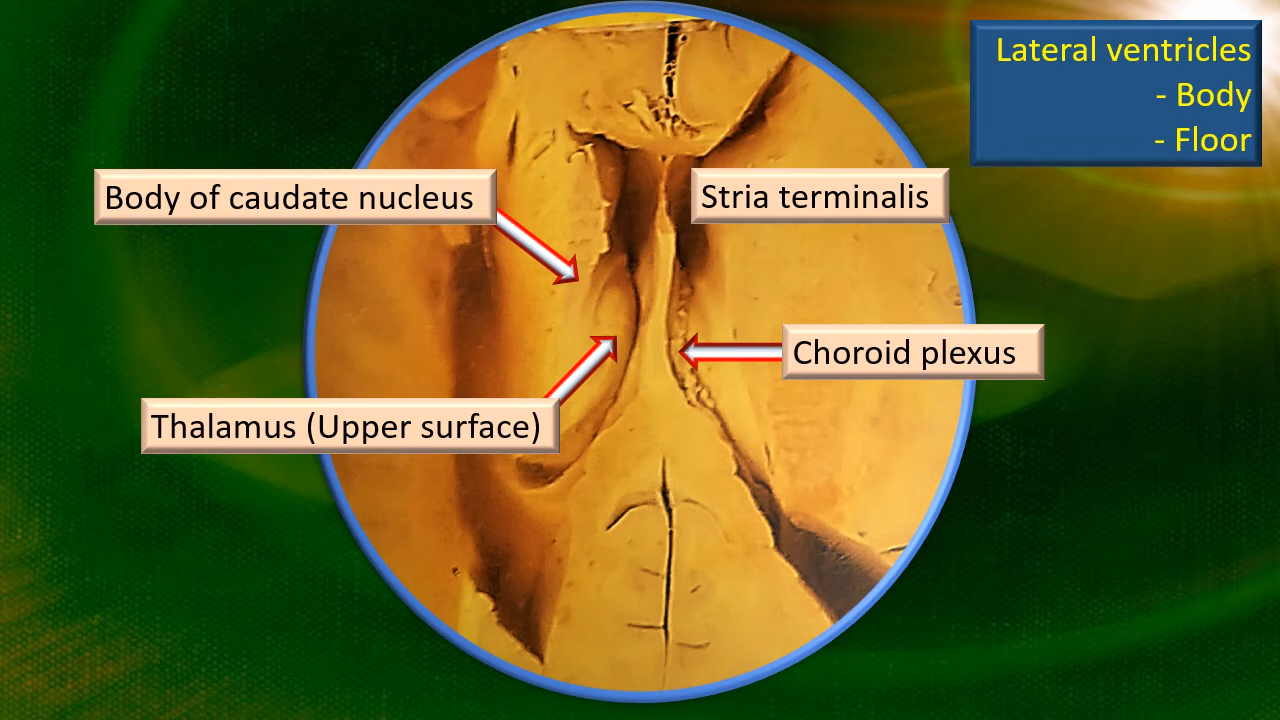 Lateral ventricles
- Body
- Floor
Body of caudate nucleus
Stria terminalis
Choroid plexus
Thalamus (Upper surface)